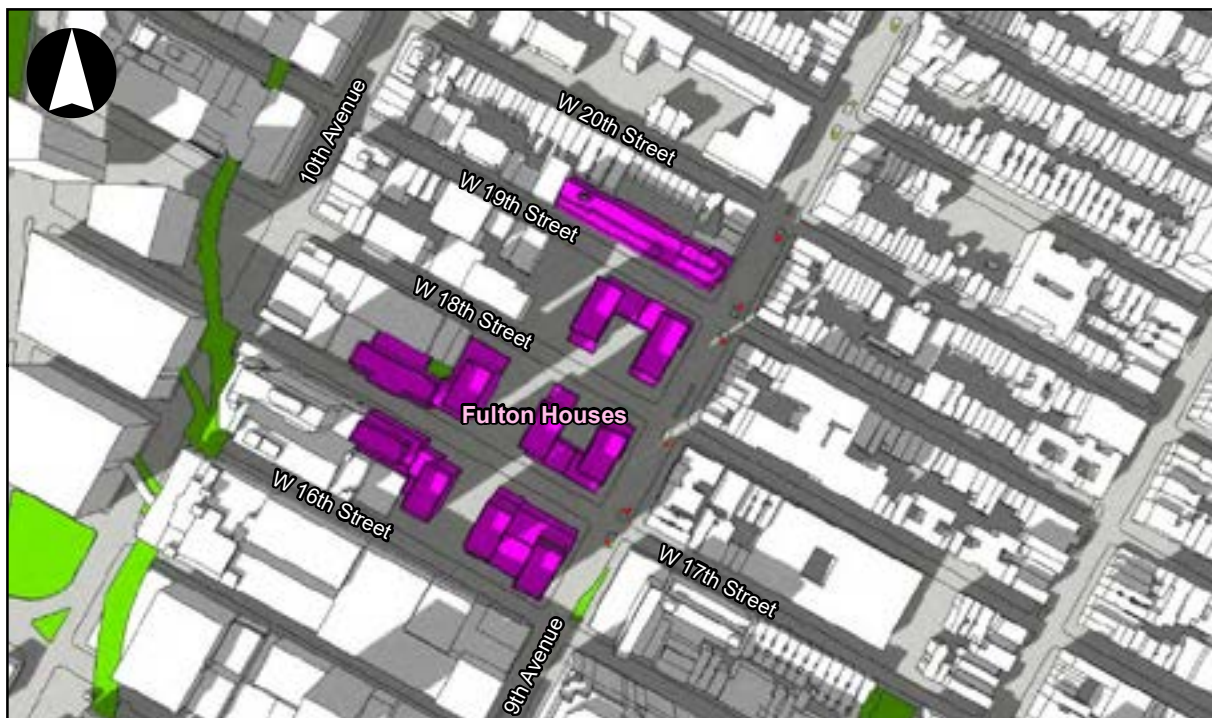 10th Avenue
W 20th Street
W 19th Street
W 18th Street
Fulton Houses
W 16th Street
W 17th Street
9th Avenue